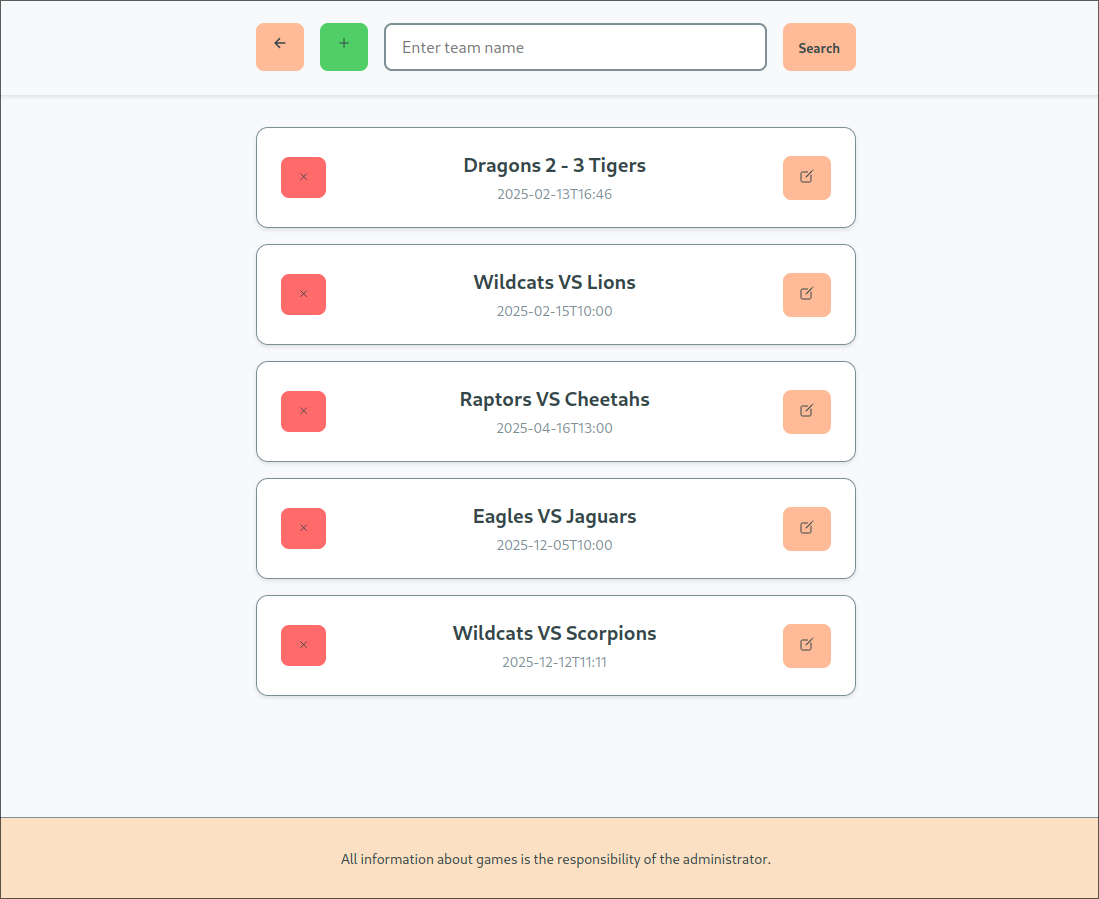 Enter team name
Search
Dragons 2 - 3 Tigers
2025-02-13T16:46
Wildcats VS Lions
2025-02-15T10:00
Raptors VS Cheetahs
2025-04-16T13:00
Eagles VS Jaguars
2025-12-05T10:00
Wildcats VS Scorpions
2025-12-12T11:11
All information about games is the responsibility of the administrator.